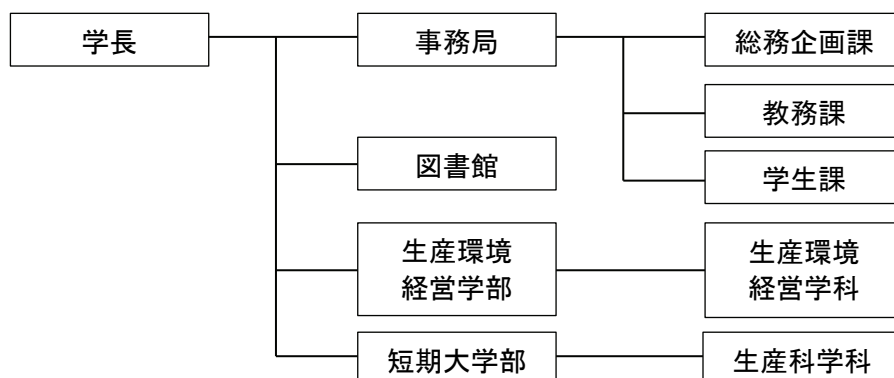 学長
事務局
総務企画課
教務課
図書館
学生課
生産環境
経営学部
生産環境
経営学科
短期大学部
生産科学科